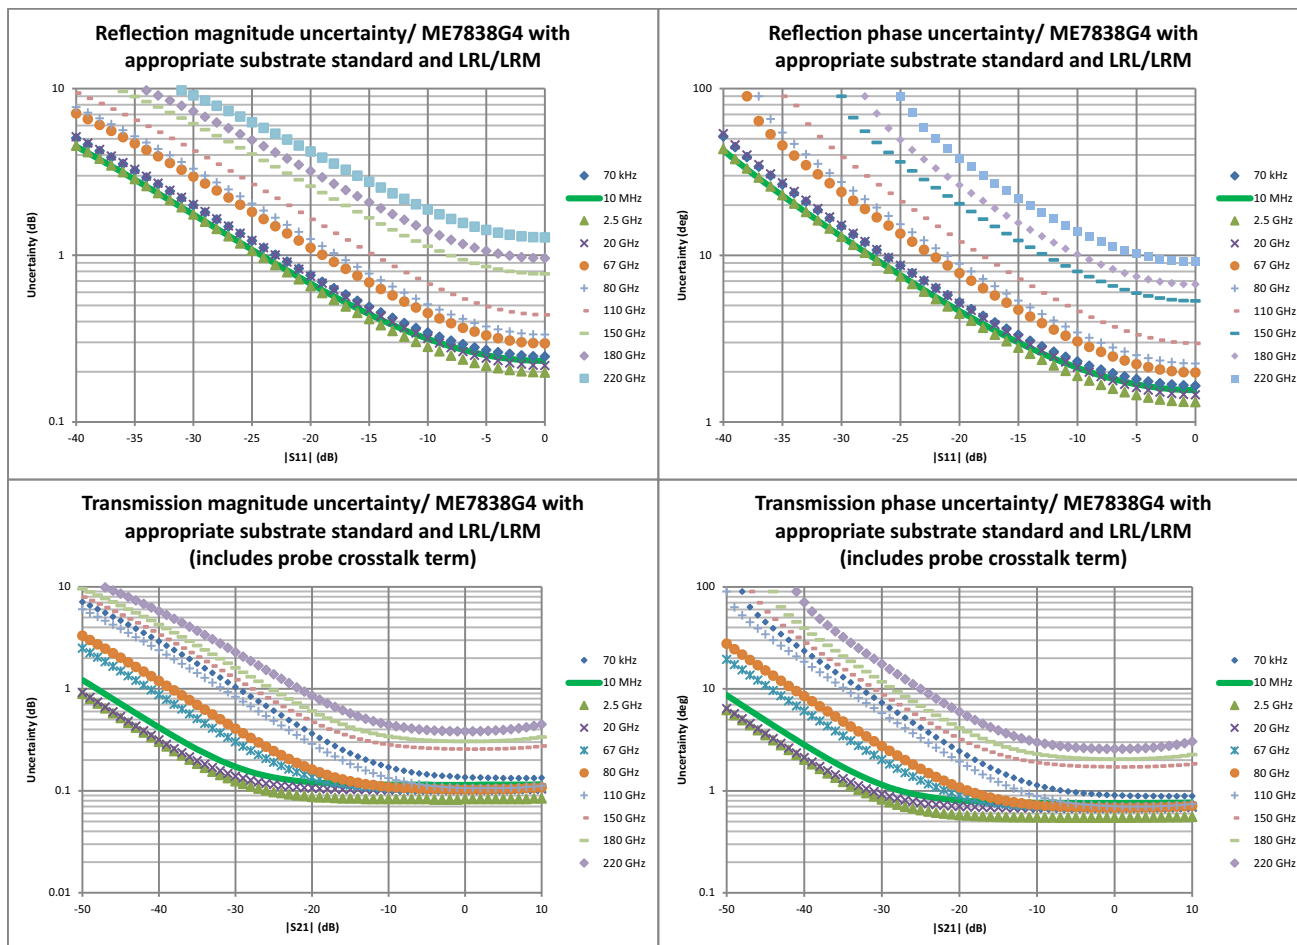 Reflection magnitude uncertainty/ ME7838G4 with
appropriate substrate standard and LRL/LRM
10
1
0.1
Uncertainty (dB)
-40 -35 -30 -25 -20 -15 -10 -5 0
|S11| (dB)
70 kHz
10 MHz
2.5 GHz
20 GHz
67 GHz
80 GHz
110 GHz
150 GHz
180 GHz
220 GHz
Reflection phase uncertainty/ ME7838G4 with
appropriate substrate standard and LRL/LRM
100
10
1
Uncertainty (deg)
-40 -35 -30 -25 -20 -15 -10 -5 0
|S11| (dB)
70 kHz
10 MHz
2.5 GHz
20 GHz
67 GHz
80 GHz
110 GHz
150 GHz
180 GHz
220 GHz
Transmission magnitude uncertainty/ ME7838G4 with
appropriate substrate standard and LRL/LRM
(includes probe crosstalk term)
10
1
0.1
0.01
Uncertainty (dB)
-50 -40 -30 -20 -10 0 10
|S21| (dB)
70 kHz
10 MHz
2.5 GHz
20 GHz
67 GHz
80 GHz
110 GHz
150 GHz
180 GHz
220 GHz
Transmission phase uncertainty/ ME7838G4 with
appropriate substrate standard and LRL/LRM
(includes probe crosstalk term)
100
10
1
0.1
Uncertainty (deg)
-50 -40 -30 -20 -10 0 10
|S21| (dB)
70 kHz
10 MHz
2.5 GHz
20 GHz
67 GHz
80 GHz
110 GHz
150 GHz
180 GHz
220 GHz